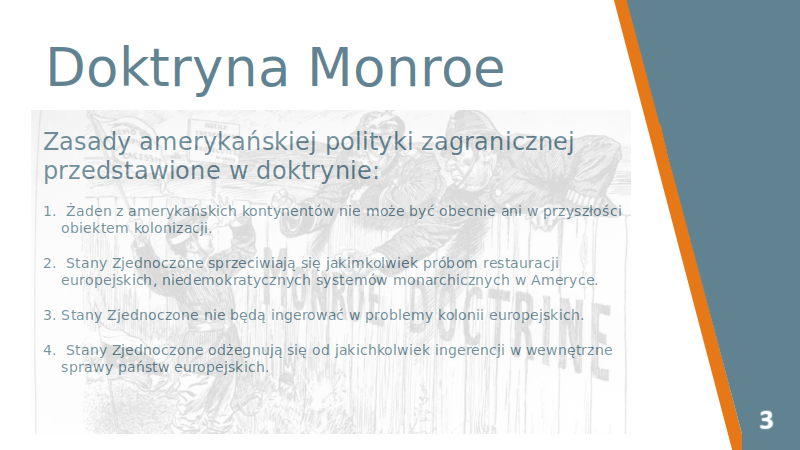 Doktryna Monroe
Zasady amerykańskiej polityki zagranicznej
przedstawione w doktrynie:
1. Żaden z amerykańskich kontynentów nie może być obecnie ani w przyszłości
obiektem kolonizacji.
2. Stany Zjednoczone sprzeciwiają się jakimkolwiek próbom restauracji
europejskich, niedemokratycznych systemów monarchicznych w Ameryce.
3. Stany Zjednoczone nie będą ingerować w problemy kolonii europejskich.
4. Stany Zjednoczone odżegnują się od jakichkolwiek ingerencji w wewnętrzne
sprawy państw europejskich.
MONROE DOCTRINE
3